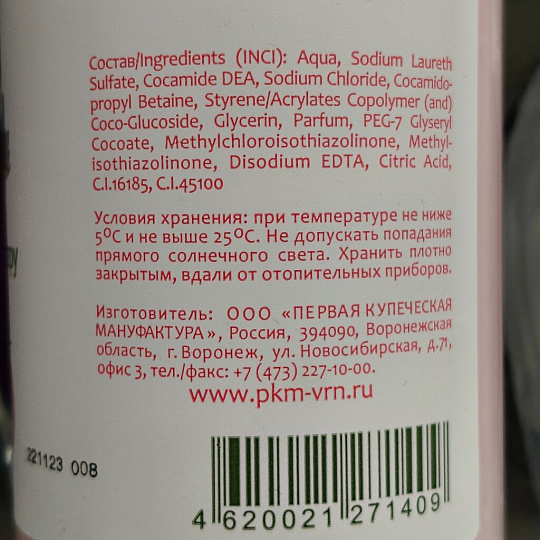 Состав/Ingredients (INCI): Aqua, Sodium Laureth
Sulfate, Cocamide DEA, Sodium Chloride, Cocamido-
propyl Betaine, Styrene/Acrylates Copolymer (and)
Coco-Glucoside, Glycerin, Parfum, PEG-7 Glyseryl
Cocoate, Methylchloroisothiazolinone, Methyl-
isothiazolinone, Disodium EDTA, Citric Acid,
C.I.16185, C.I.45100
Условия хранения: при температуре не ниже
5ºC и не выше 25ºC. Не допускать попадания
прямого солнечного света. Хранить плотно
закрытым, вдали от отопительных приборов.
Изготовитель: ООО «ПЕРВАЯ КУПЕЧЕСКАЯ
МАНУФАКТУРА», Россия, 394090, Воронежская
область, г. Воронеж, ул. Новосибирская, д.71,
офис 3, тел./факс: +7 (473) 227-10-00.
www.pkm-vrn.ru
221123 008
4 620021 271409